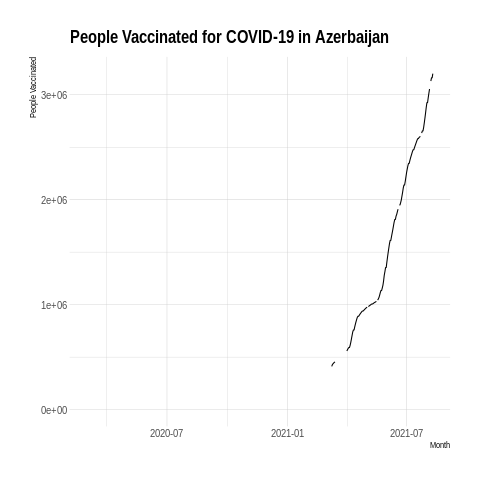 People Vaccinated for COVID-19 in Azerbaijan
People Vaccinated
3e+06
2e+06
1e+06
0e+00
2020-07 2021-01 2021-07
Month